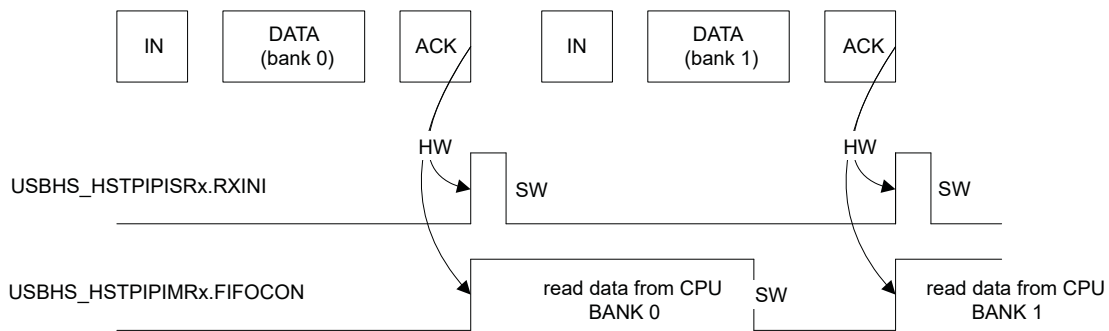 IN
DATA
(bank 0)
ACK
IN
DATA
(bank 1)
ACK
HW
HW
USBHS_HSTPIPISRx.RXINI
SW
SW
USBHS_HSTPIPIMRx.FIFOCON
read data from CPU
BANK 0
SW
read data from CPU
BANK 1